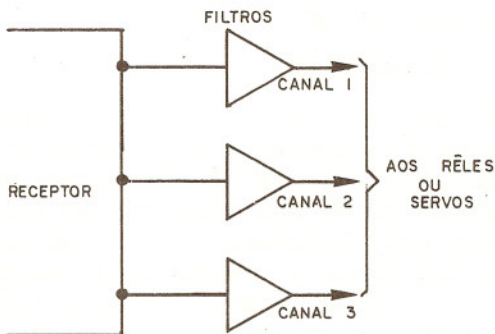 FILTROS
CANAL 1
RECEPTOR
CANAL 2
AOS RÊLES
OU
SERVOS
CANAL 3